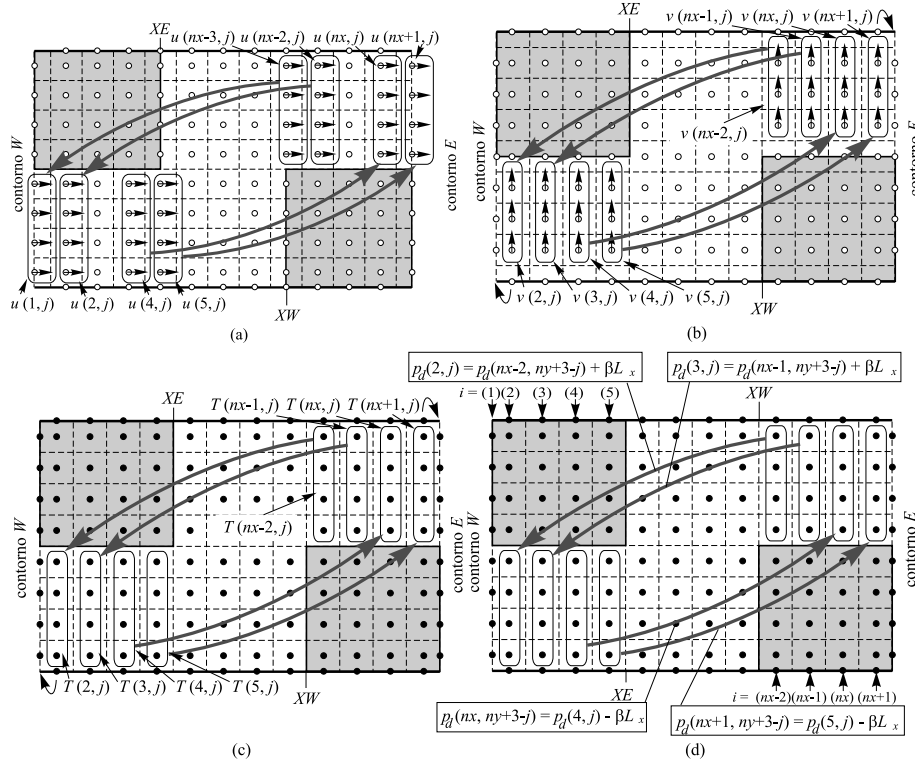 XE
u (nx-3, j) u (nx-2, j) u (nx, j) u (nx+1, j)
contorno W
contorno E
u (1, j) u (2, j) u (4, j) u (5, j)
XW
(a)
XE
v (nx-1, j) v (nx, j) v (nx+1, j)
v (nx-2, j)
contorno W
contorno E
v (2, j) v (3, j) v (4, j) v (5, j)
XW
(b)
XE
T (nx-1, j) T (nx, j) T (nx+1, j)
T (nx-2, j)
contorno W
contorno E
T (2, j) T (3, j) T (4, j) T (5, j)
XW
(c)
p_d(2, j) = p_d(nx-2, ny+3-j) + βL_x
p_d(3, j) = p_d(nx-1, ny+3-j) + βL_x
i = (1) (2) (3) (4) (5)
XW
contorno W
contorno E
XE
i = (nx-2)(nx-1) (nx) (nx+1)
p_d(nx, ny+3-j) = p_d(4, j) - βL_x
p_d(nx+1, ny+3-j) = p_d(5, j) - βL_x
(d)